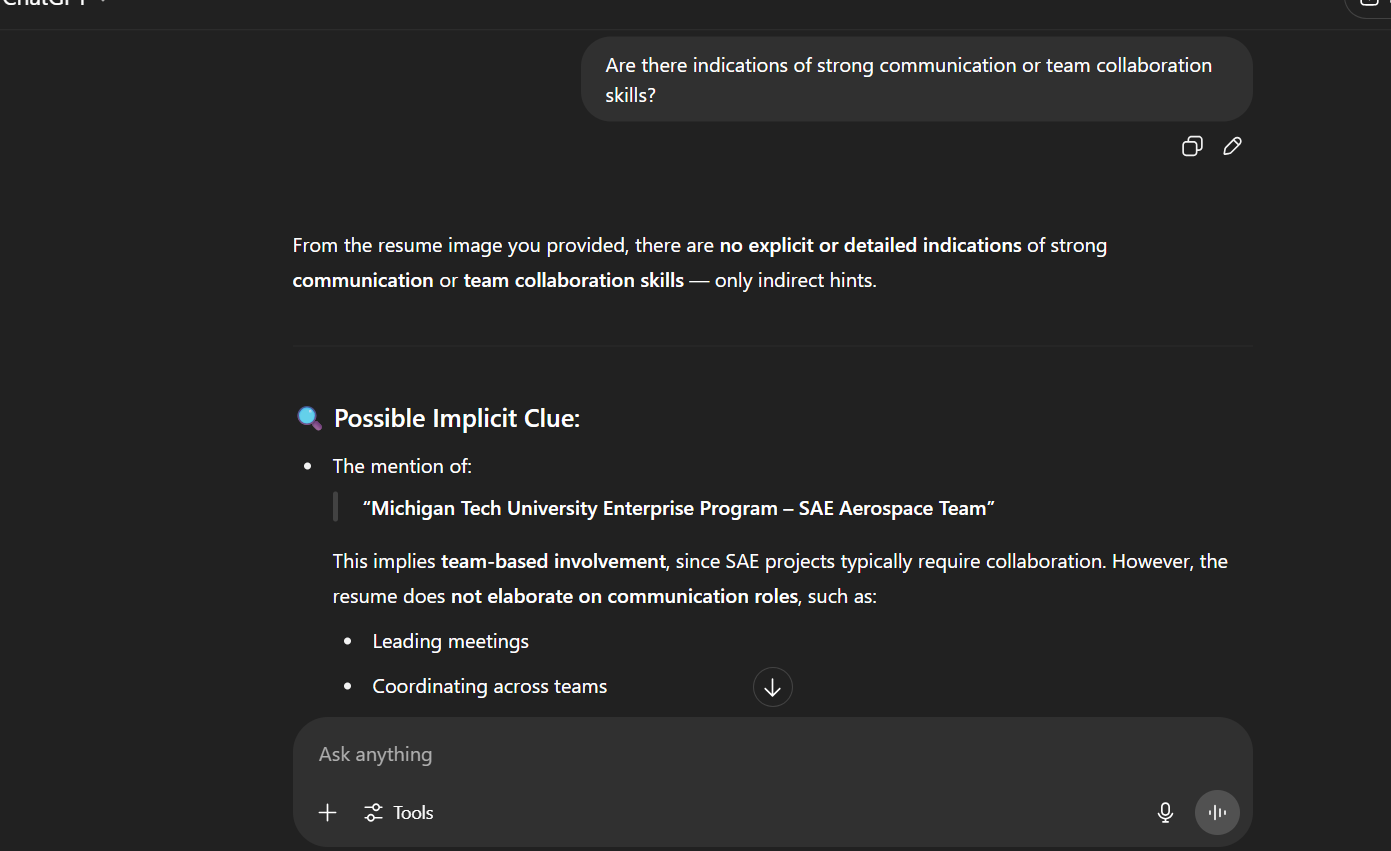 ChatGPT
Are there indications of strong communication or team collaboration
skills?
From the resume image you provided, there are no explicit or detailed indications of strong
communication or team collaboration skills — only indirect hints.
Possible Implicit Clue:
• The mention of:
“Michigan Tech University Enterprise Program – SAE Aerospace Team”
This implies team-based involvement, since SAE projects typically require collaboration. However, the
resume does not elaborate on communication roles, such as:
• Leading meetings
• Coordinating across teams
Ask anything
Tools